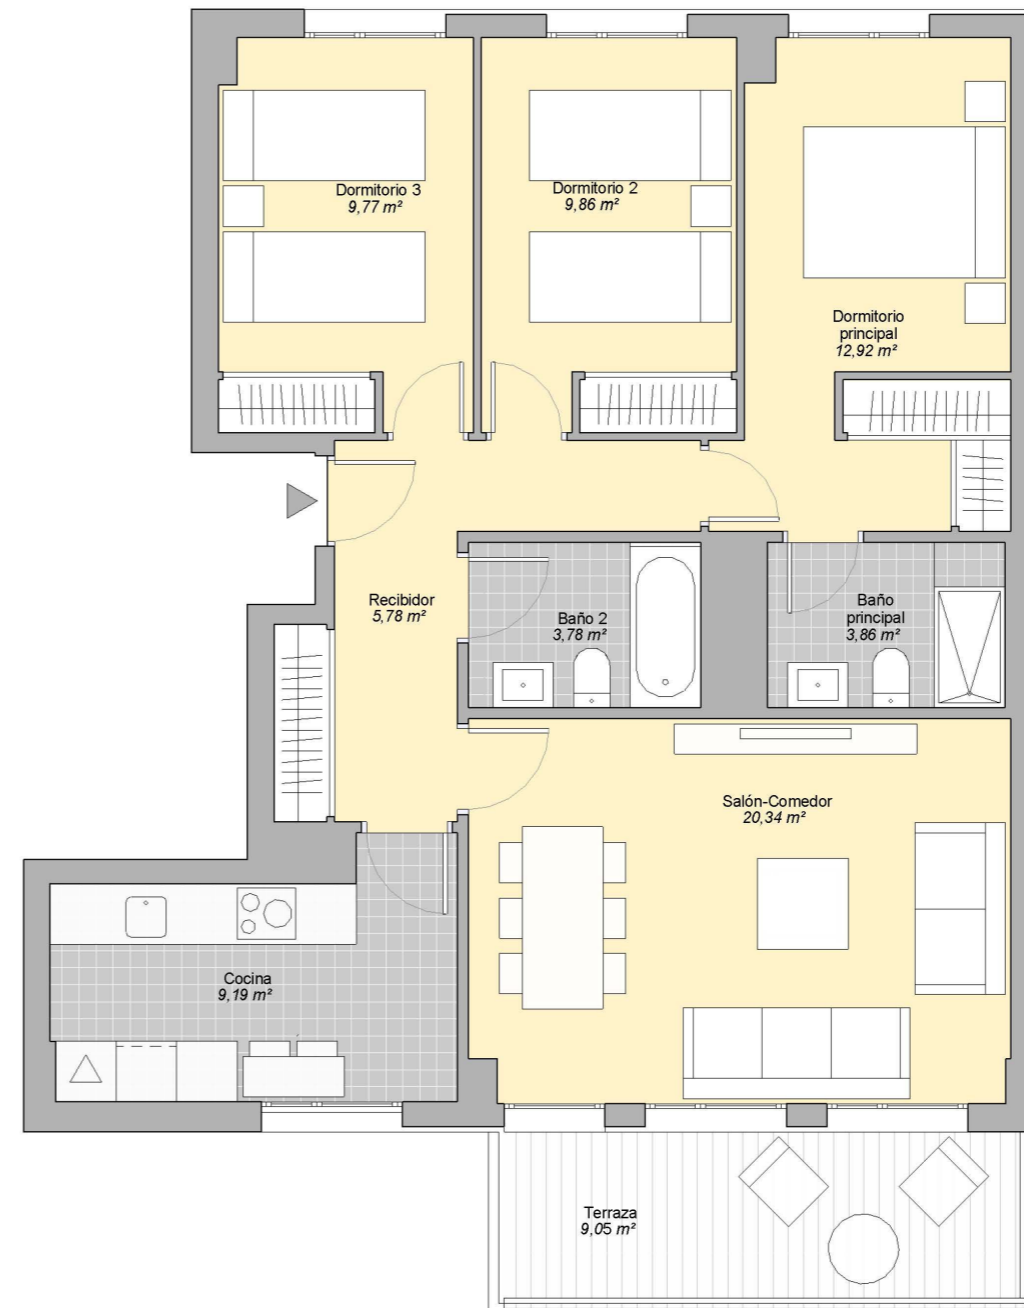 Dormitorio 3
9,77 m²
Dormitorio 2
9,86 m²
Dormitorio
principal
12,92 m²
Recibidor
5,78 m²
Baño 2
3,78 m²
Baño
principal
3,86 m²
Salón-Comedor
20,34 m²
Cocina
9,19 m²
Terraza
9,05 m²